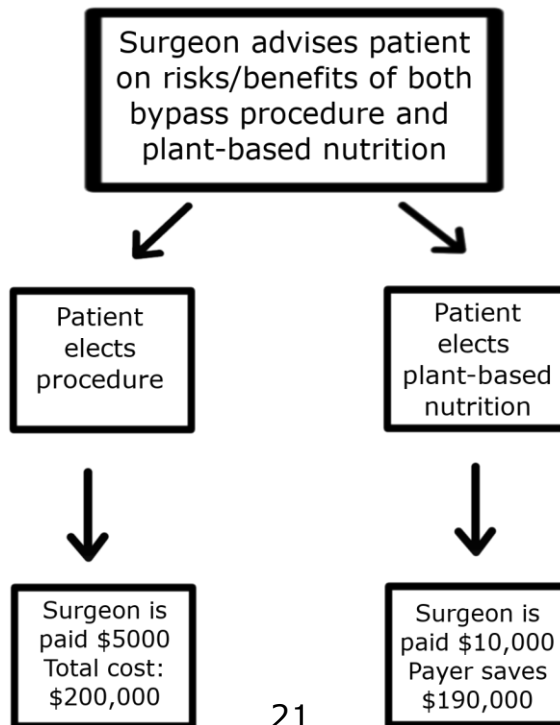 Surgeon advises patient
on risks/benefits of both
bypass procedure and
plant-based nutrition
Patient
elects
procedure
Patient
elects
plant-based
nutrition
Surgeon is
paid $5000
Total cost:
$200,000
Surgeon is
paid $10,000
Payer saves
$190,000
21